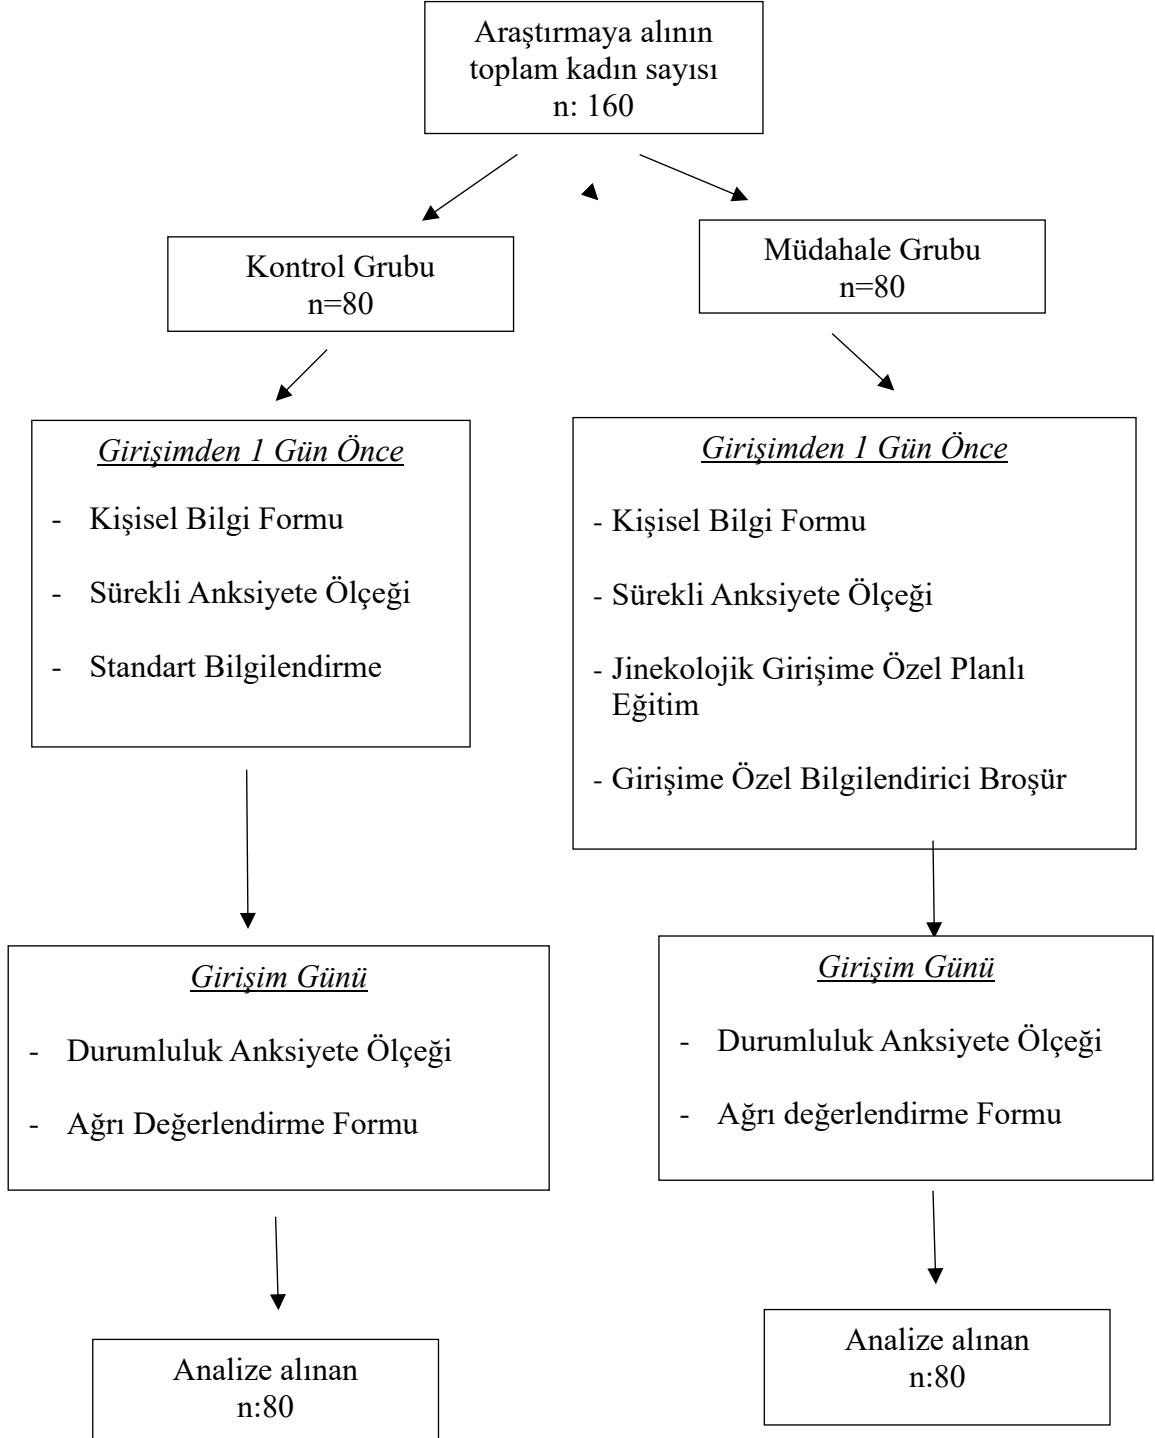 Araştırmaya alının
toplam kadın sayısı
n: 160
Kontrol Grubu
n=80
Müdahale Grubu
n=80
Girişimden 1 Gün Önce
- Kişisel Bilgi Formu
- Sürekli Anksiyete Ölçeği
- Standart Bilgilendirme
Girişimden 1 Gün Önce
- Kişisel Bilgi Formu
- Sürekli Anksiyete Ölçeği
- Jinekolojik Girişime Özel Planlı
Eğitim
- Girişime Özel Bilgilendirici Broşür
Girişim Günü
- Durumluluk Anksiyete Ölçeği
- Ağrı Değerlendirme Formu
Girişim Günü
- Durumluluk Anksiyete Ölçeği
- Ağrı değerlendirme Formu
Analize alınan
n:80
Analize alınan
n:80